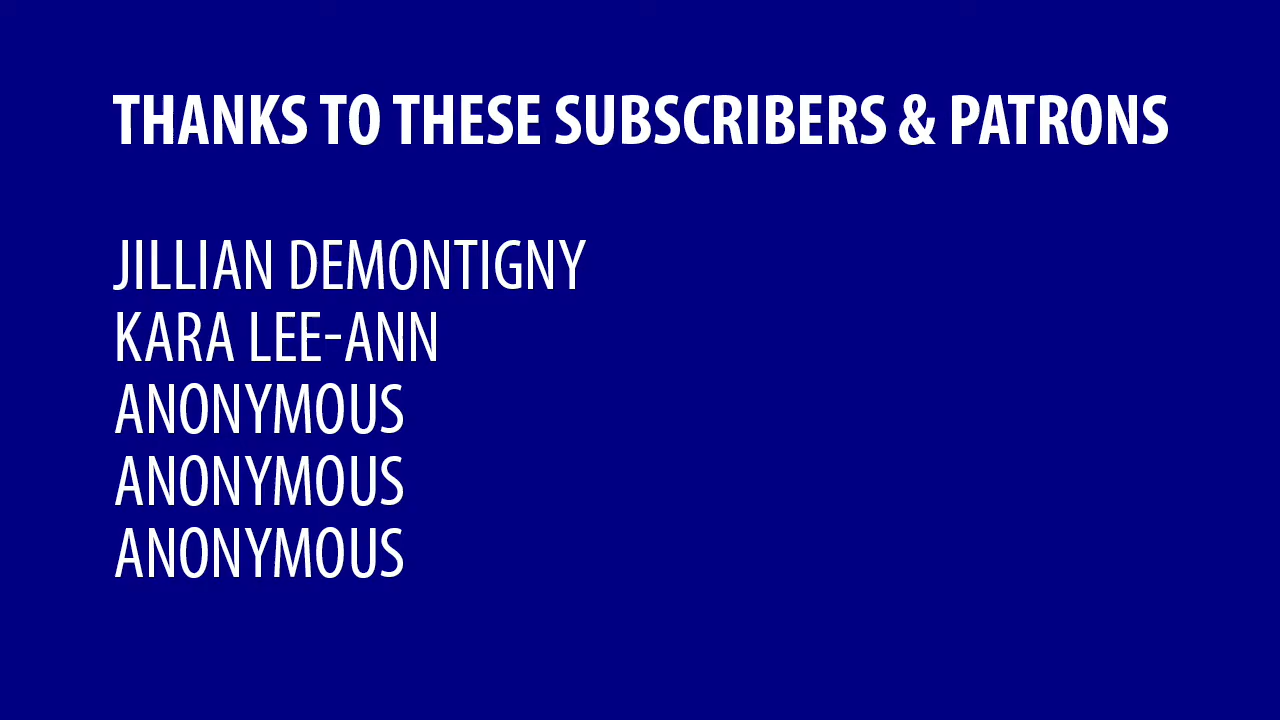 THANKS TO THESE SUBSCRIBERS & PATRONS
JILLIAN DEMONTIGNY
KARA LEE-ANN
ANONYMOUS
ANONYMOUS
ANONYMOUS